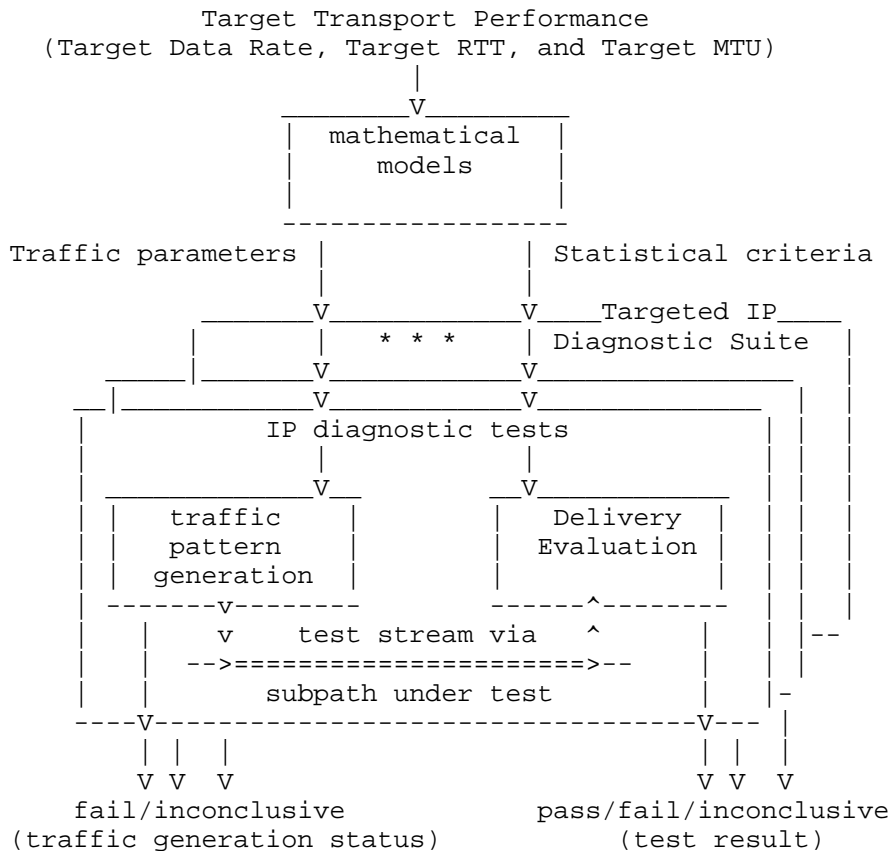 Target Transport Performance
(Target Data Rate, Target RTT, and Target MTU)
mathematical
models
Traffic parameters
Statistical criteria
Targeted IP
* * *
Diagnostic Suite
IP diagnostic tests
traffic
pattern
generation
Delivery
Evaluation
test stream via
subpath under test
fail/inconclusive
(traffic generation status)
pass/fail/inconclusive
(test result)